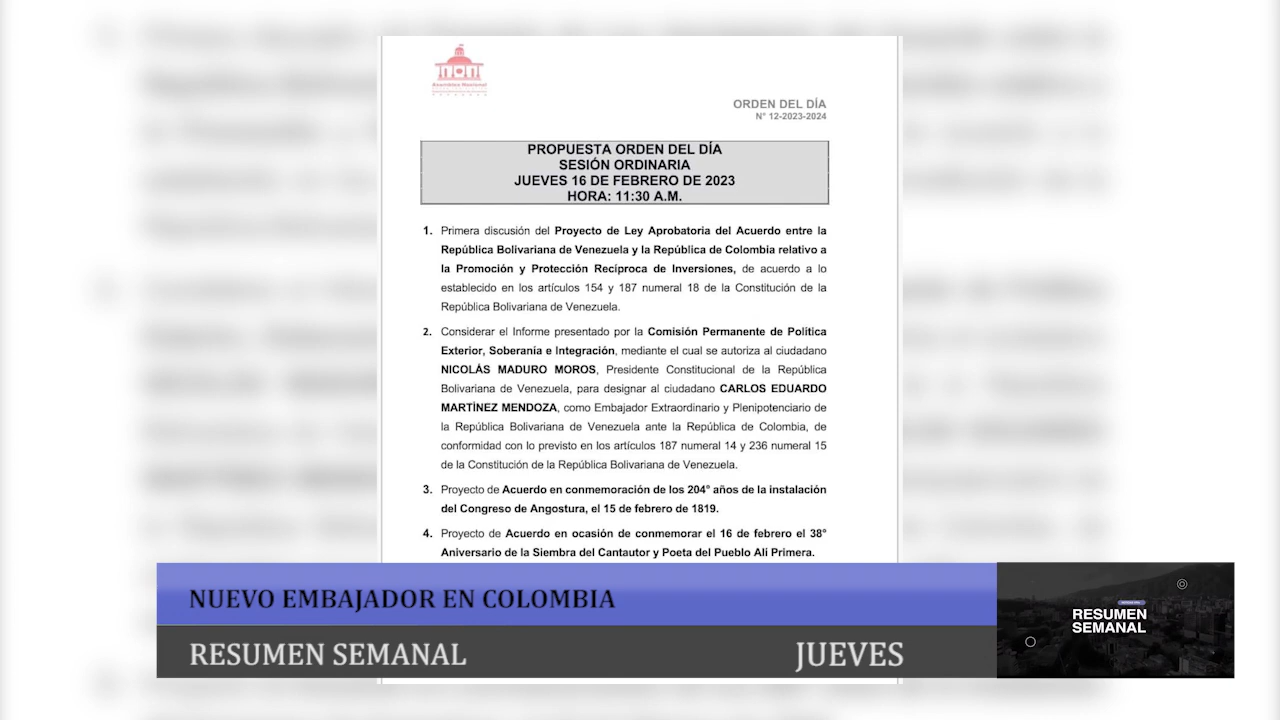 Asamblea Nacional
ORDEN DEL DÍA
N° 12-2023-2024
PROPUESTA ORDEN DEL DÍA
SESIÓN ORDINARIA
JUEVES 16 DE FEBRERO DE 2023
HORA: 11:30 A.M.
1. Primera discusión del Proyecto de Ley Aprobatoria del Acuerdo entre la
República Bolivariana de Venezuela y la República de Colombia relativo a
la Promoción y Protección Recíproca de Inversiones, de acuerdo a lo
establecido en los artículos 154 y 187 numeral 18 de la Constitución de la
República Bolivariana de Venezuela.
2. Considerar el Informe presentado por la Comisión Permanente de Política
Exterior, Soberanía e Integración, mediante el cual se autoriza al ciudadano
NICOLÁS MADURO MOROS, Presidente Constitucional de la República
Bolivariana de Venezuela, para designar al ciudadano CARLOS EDUARDO
MARTÍNEZ MENDOZA, como Embajador Extraordinario y Plenipotenciario de
la República Bolivariana de Venezuela ante la República de Colombia, de
conformidad con lo previsto en los artículos 187 numeral 14 y 236 numeral 15
de la Constitución de la República Bolivariana de Venezuela.
3. Proyecto de Acuerdo en conmemoración de los 204° años de la instalación
del Congreso de Angostura, el 15 de febrero de 1819.
4. Proyecto de Acuerdo en ocasión de conmemorar el 16 de febrero el 38°
Aniversario de la Siembra del Cantautor y Poeta del Pueblo Alí Primera.
NUEVO EMBAJADOR EN COLOMBIA
RESUMEN SEMANAL
JUEVES
RESUMEN
SEMANAL